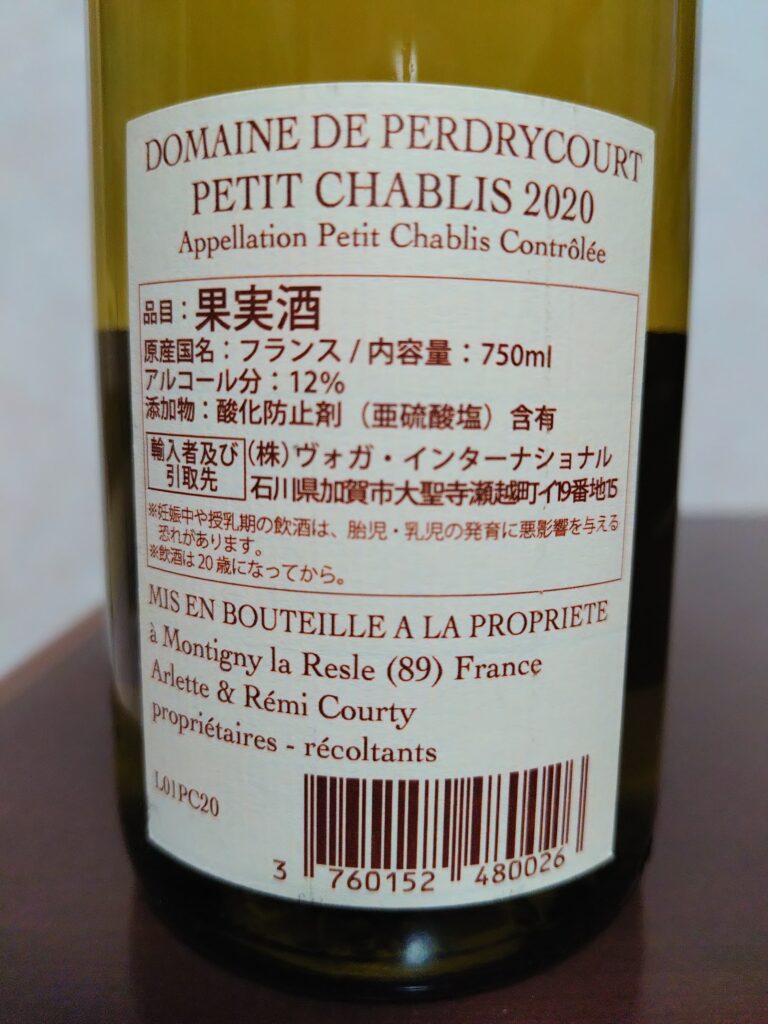 DOMAINE DE PERDRYCOURT
PETIT CHABLIS 2020
Appellation Petit Chablis Contrôlée
品目：果実酒
原産国名：フランス / 内容量：750ml
アルコール分：12%
添加物：酸化防止剤（亜硫酸塩）含有
輸入者及び引取先 (株)ヴォガ・インターナショナル
石川県加賀市大聖寺瀬越町イ19番地15
※妊娠中や授乳期の飲酒は、胎児・乳児の発育に悪影響を与える
恐れがあります。
※飲酒は20歳になってから。
MIS EN BOUTEILLE A LA PROPRIETE
à Montigny la Resle (89) France
Arlette & Rémi Courty
propriétaires - récoltants
L01PC20
3 760152 480026